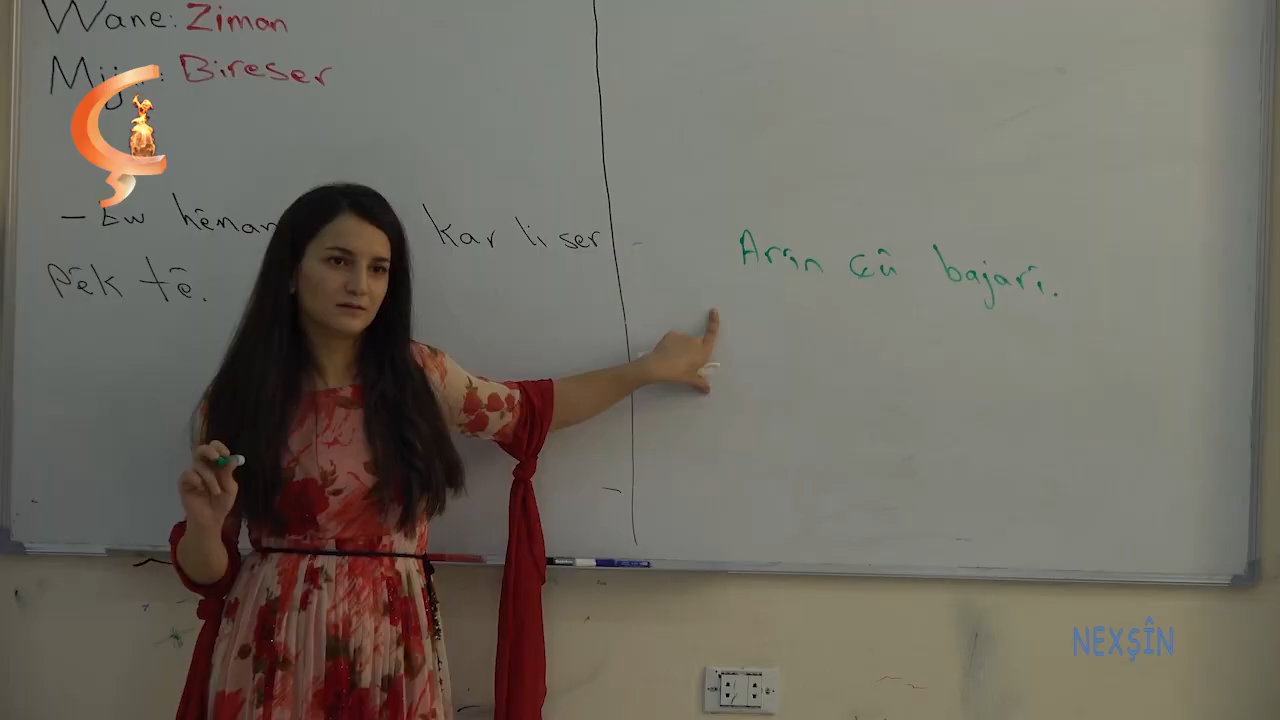 Wane: Ziman
Bireser
- Ew kar li ser
pêk tê.
Arîn çû bajarî.
NEXŞÎN